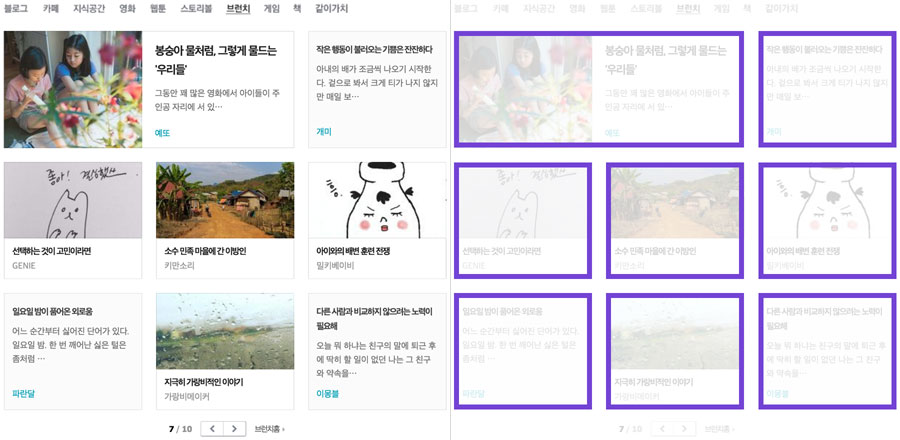 블로그 카페 지식공간 영화 웹툰 스토리볼 브런치 게임 책 같이가치
봉숭아 물처럼, 그렇게 물드는
'우리들'
그동안 꽤 많은 영화에서 아이들이 주
인공 자리에 서 있…
예또
작은 행동이 불러오는 기쁨은 잔잔하다
아내의 배가 조금씩 나오기 시작한
다. 겉으로 봐서 크게 티가 나지 않지
만 매일 보…
개미
좋아!
선택하는 것이 고민이라면
GENIE
소수 민족 마을에 간 이방인
키만소리
아이와의 배변 훈련 전쟁
밀키베이비
일요일 밤이 품어온 외로움
어느 순간부터 싫어진 단어가 있다.
일요일 밤. 한 번 깨어난 싫은 털은
좀처럼 …
파란달
지극히 가랑비적인 이야기
가랑비메이커
다른 사람과 비교하지 않으려는 노력이
필요해
오늘 뭐 하냐는 친구의 말에 퇴근 후
에 딱히 할 일이 없던 나는 그 친구
와 약속을…
이몽블
7 / 10 < > 브런치홈
블로그 카페 지식공간 영화 웹툰 스토리볼 브런치 게임 책 같이가치
봉숭아 물처럼, 그렇게 물드는
'우리들'
그동안 꽤 많은 영화에서 아이들이 주
인공 자리에 서 있…
예또
작은 행동이 불러오는 기쁨은 잔잔하다
아내의 배가 조금씩 나오기 시작한
다. 겉으로 봐서 크게 티가 나지 않지
만 매일 보…
개미
선택하는 것이 고민이라면
GENIE
소수 민족 마을에 간 이방인
키만소리
아이와의 배변 훈련 전쟁
밀키베이비
일요일 밤이 품어온 외로움
어느 순간부터 싫어진 단어가 있다.
일요일 밤. 한 번 깨어난 싫은 털은
좀처럼 …
파란달
지극히 가랑비적인 이야기
가랑비메이커
다른 사람과 비교하지 않으려는 노력이
필요해
오늘 뭐 하냐는 친구의 말에 퇴근 후
에 딱히 할 일이 없던 나는 그 친구
와 약속을…
이몽블
7 / 10 < > 브런치홈